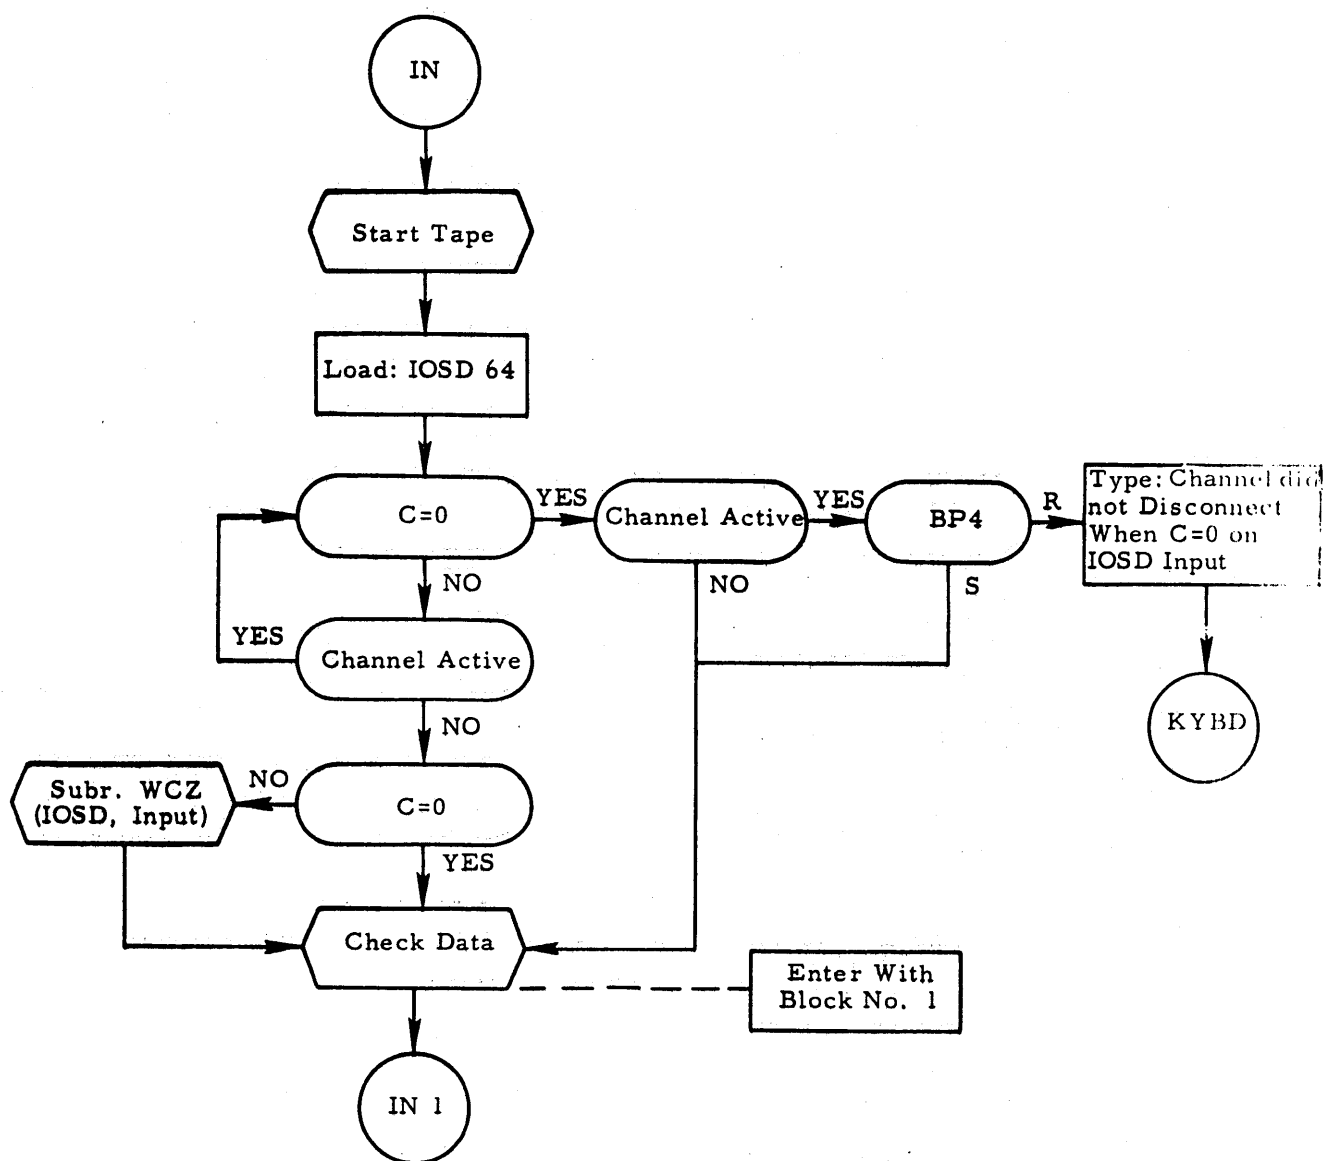 IN
Start Tape
Load: IOSD 64
C=0
YES
Channel Active
YES
BP4
R
Type: Channel did
not Disconnect
When C=0 on
IOSD Input
NO
NO
S
YES
Channel Active
KYBD
NO
Subr. WCZ
(IOSD, Input)
NO
C=0
YES
Check Data
Enter With
Block No. 1
IN 1